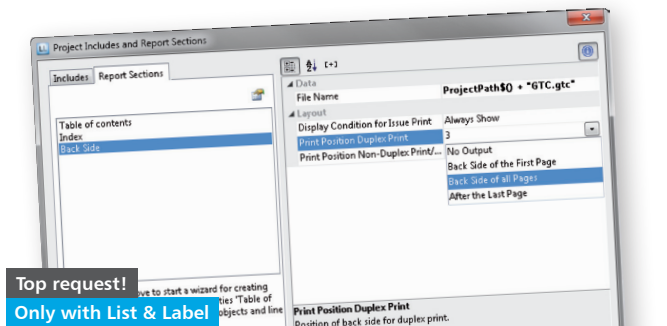 Project Includes and Report Sections
Includes Report Sections
Table of contents
Index
Back Side
Data
File Name ProjectPath$() + "GTC.gtc"
Layout
Display Condition for Issue Print Always Show
Print Position Duplex Print 3
Print Position Non-Duplex Print/...
No Output
Back Side of the First Page
Back Side of all Pages
After the Last Page
Top request!
Only with List & Label
ove to start a wizard for creating
ties 'Table of
objects and line
Print Position Duplex Print
Position of back side for duplex print.